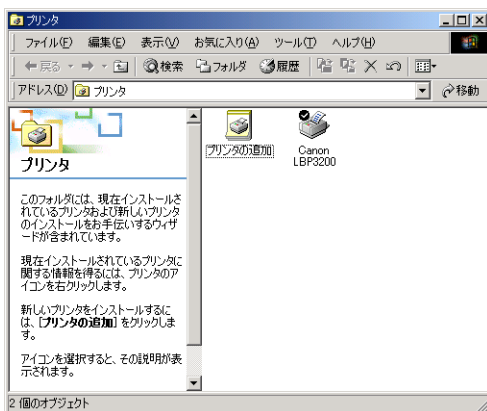 プリンタ
ファイル(F) 編集(E) 表示(V) お気に入り(A) ツール(T) ヘルプ(H)
戻る 検索 フォルダ 履歴
アドレス(D) プリンタ 移動
プリンタ
このフォルダには、現在インストールさ
れているプリンタおよび新しいプリンタ
のインストールをお手伝いするウィザ
ードが含まれています。
現在インストールされているプリンタに
関する情報を得るには、プリンタのア
イコンを右クリックします。
新しいプリンタをインストールするに
は、[プリンタの追加] をクリックしま
す。
アイコンを選択すると、その説明が表
示されます。
プリンタの追加
Canon
LBP3200
2 個のオブジェクト